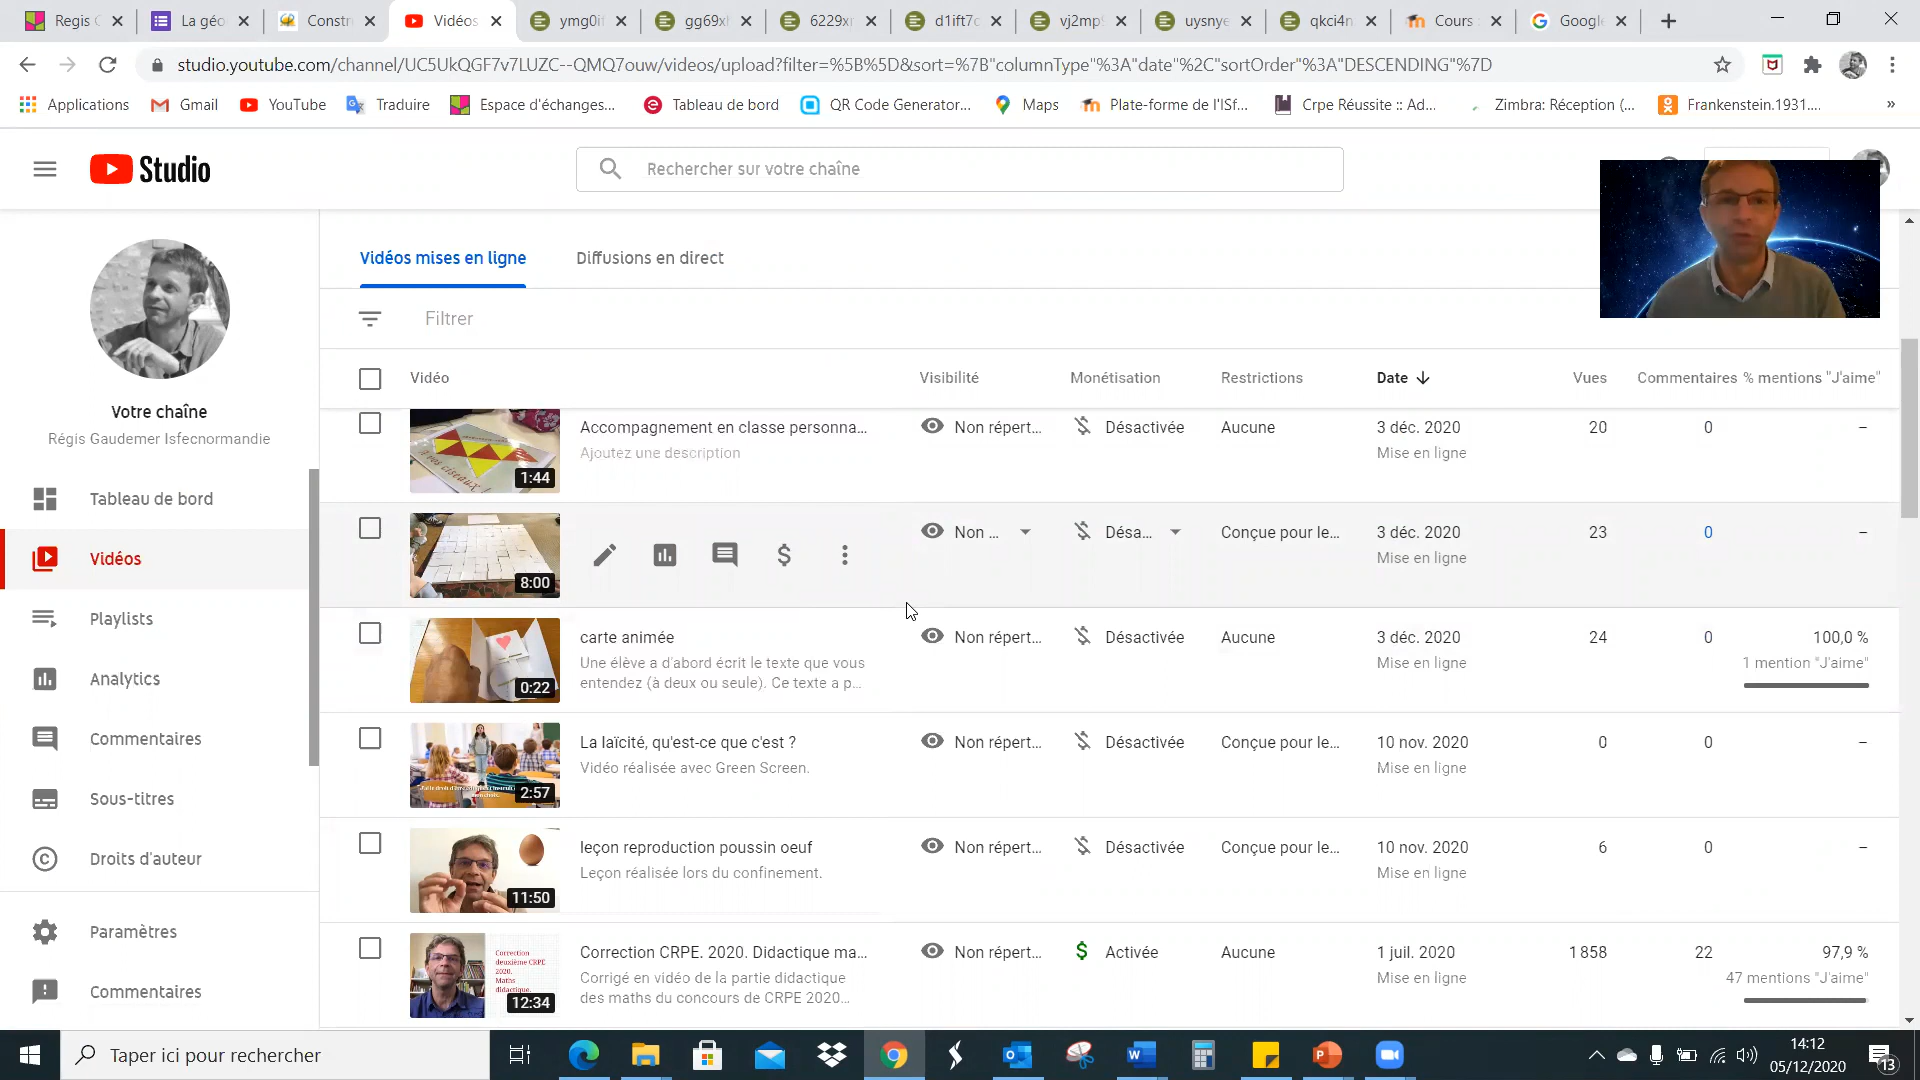 Regis G
La géo
Constr
Vidéos
ymg0if
gg69xl
6229xr
d1ift7c
vj2mp
uysnye
qkci4n
Cours
Google
studio.youtube.com/channel/UC5UkQGF7v7LUZC--QMQ7ouw/videos/upload?filter=%5B%5D&sort=%7B"columnType"%3A"date"%2C"sortOrder"%3A"DESCENDING"%7D
Applications
Gmail
YouTube
Traduire
Espace d'échanges...
Tableau de bord
QR Code Generator...
Maps
Plate-forme de l'ISf...
Crpe Réussite :: Ad...
Zimbra: Réception (...
Frankenstein.1931....
»
Studio
Rechercher sur votre chaîne
Votre chaîne
Régis Gaudemer Isfecnormandie
Tableau de bord
Vidéos
Playlists
Analytics
Commentaires
Sous-titres
Droits d'auteur
Paramètres
Commentaires
Vidéos mises en ligne
Diffusions en direct
Filtrer
Vidéo Visibilité Monétisation Restrictions Date Vues Commentaires % mentions "J'aime"
Accompagnement en classe personna... Non répert... Désactivée Aucune 3 déc. 2020 20 0 –
Ajoutez une description Mise en ligne
A vos ciseaux !
1:44
Non ... Désa... Conçue pour le... 3 déc. 2020 23 0 –
Mise en ligne
8:00
carte animée Non répert... Désactivée Aucune 3 déc. 2020 24 0 100,0 %
Une élève a d'abord écrit le texte que vous Mise en ligne 1 mention "J'aime"
entendez (à deux ou seule). Ce texte a p...
0:22
La laïcité, qu'est-ce que c'est ? Non répert... Désactivée Conçue pour le... 10 nov. 2020 0 0 –
Vidéo réalisée avec Green Screen. Mise en ligne
2:57
leçon reproduction poussin oeuf Non répert... Désactivée Conçue pour le... 10 nov. 2020 6 0 –
Leçon réalisée lors du confinement. Mise en ligne
11:50
Correction CRPE. 2020. Didactique ma... Non répert... Activée Aucune 1 juil. 2020 1 858 22 97,9 %
Corrigé en vidéo de la partie didactique Mise en ligne 47 mentions "J'aime"
des maths du concours de CRPE 2020...
Correction
deuxième CRPE
2020.
Maths
didactique.
12:34
Taper ici pour rechercher
14:12
05/12/2020
13